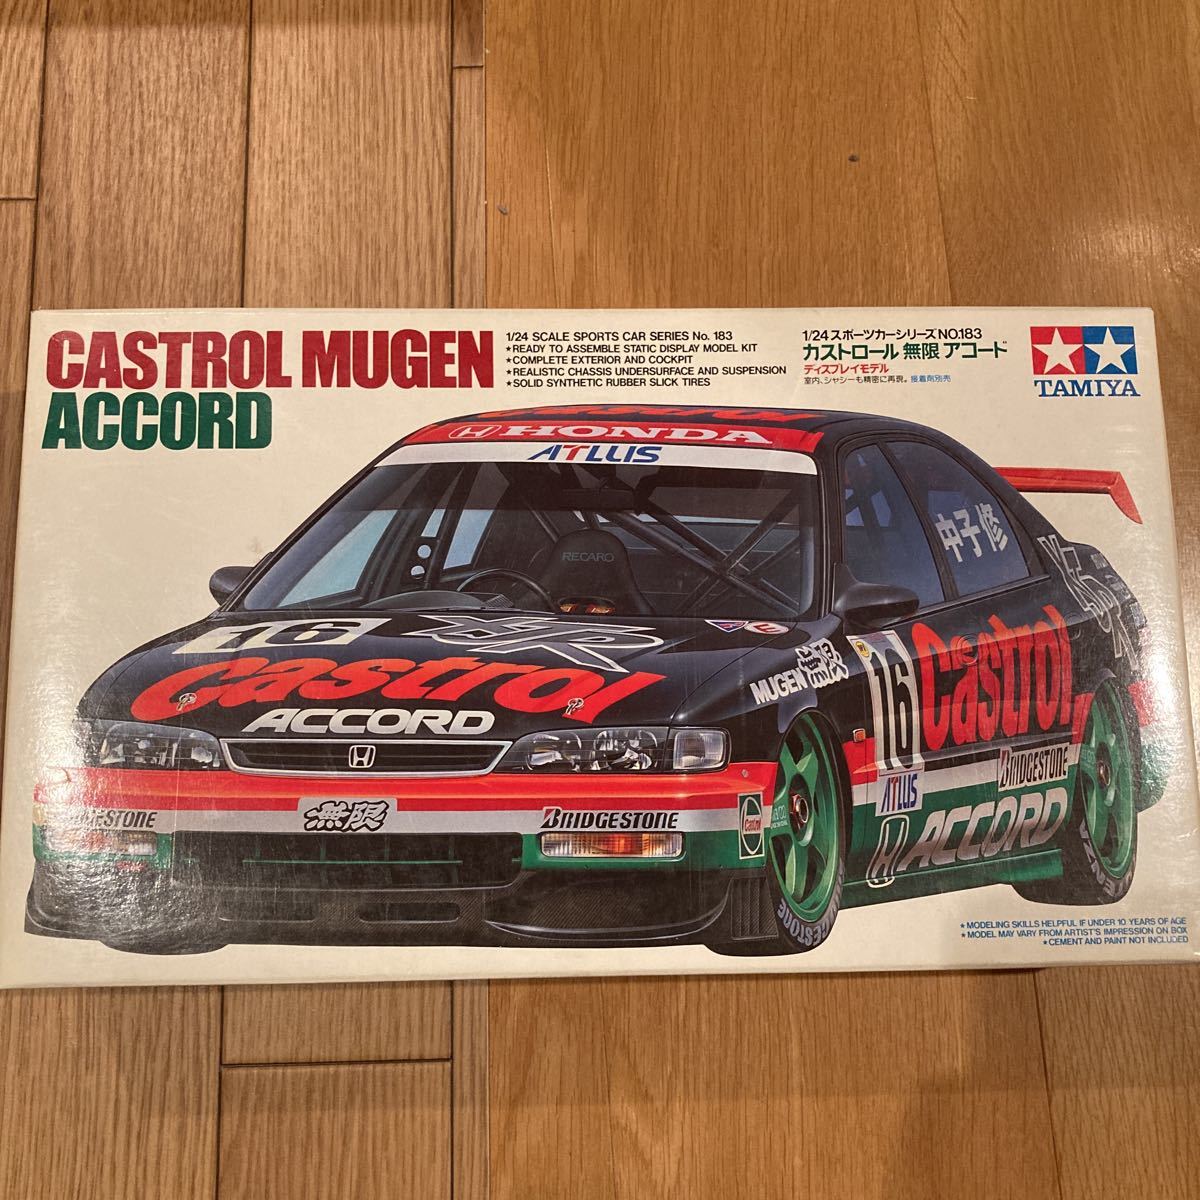 CASTROL MUGEN
ACCORD
1/24 SCALE SPORTS CAR SERIES No. 183
★READY TO ASSEMBLE STATIC DISPLAY MODEL KIT
★COMPLETE EXTERIOR AND COCKPIT
★REALISTIC CHASSIS UNDERSURFACE AND SUSPENSION
★SOLID SYNTHETIC RUBBER SLICK TIRES
1/24 スポーツカーシリーズ NO.183
カストロール 無限 アコード
ディスプレイモデル
室内、シャシーも精密に再現。接着剤別売
TAMIYA
Castrol
HONDA
ATLLIS
RECARO
中子 修
16
Castrol
ACCORD
MUGEN 無限
16
Castrol
ATLLIS
BRIDGESTONE
ACCORD
BRIDGESTONE
無限
BRIDGESTONE
Castrol
BRIDGESTONE
★MODELING SKILLS HELPFUL IF UNDER 10 YEARS OF AGE
★MODEL MAY VARY FROM ARTIST'S IMPRESSION ON BOX
★CEMENT AND PAINT NOT INCLUDED